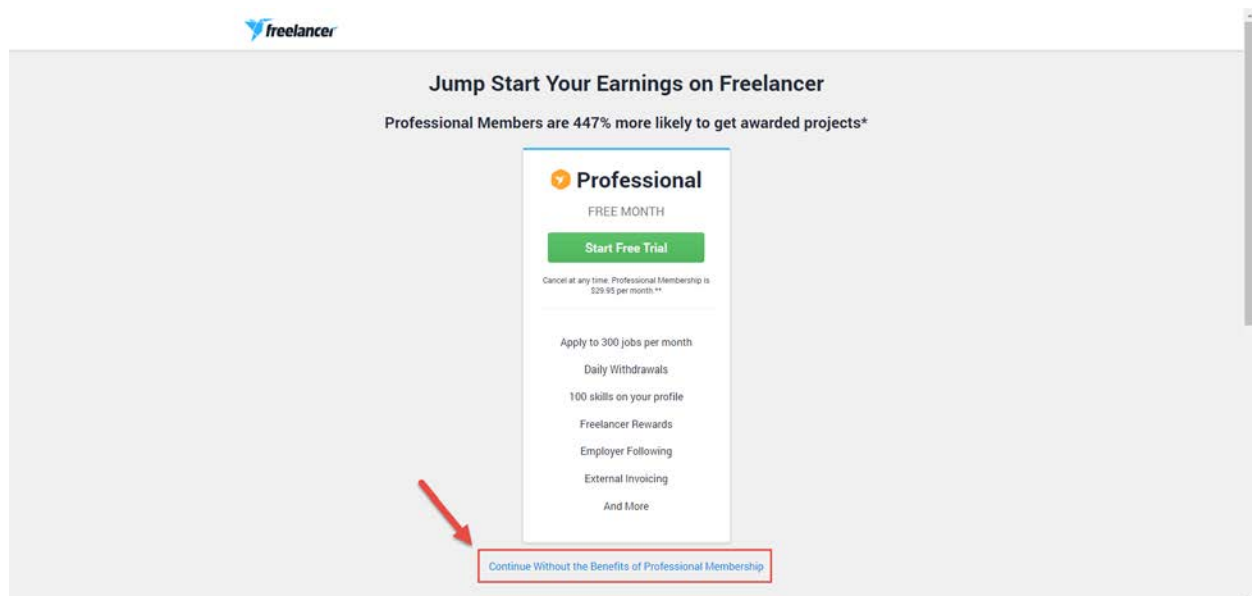 freelancer
Jump Start Your Earnings on Freelancer
Professional Members are 447% more likely to get awarded projects*
Professional
FREE MONTH
Start Free Trial
Cancel at any time. Professional Membership is
$29.95 per month.**
Apply to 300 jobs per month
Daily Withdrawals
100 skills on your profile
Freelancer Rewards
Employer Following
External Invoicing
And More
Continue Without the Benefits of Professional Membership